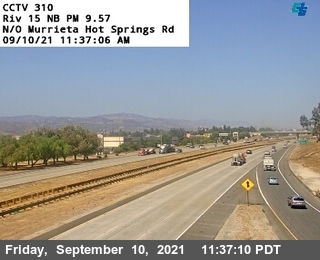 CCTV 310
Riv 15 NB PM 9.57
N/O Murrieta Hot Springs Rd
09/10/21 11:37:06 AM
Friday, September 10, 2021 11:37:10 PDT